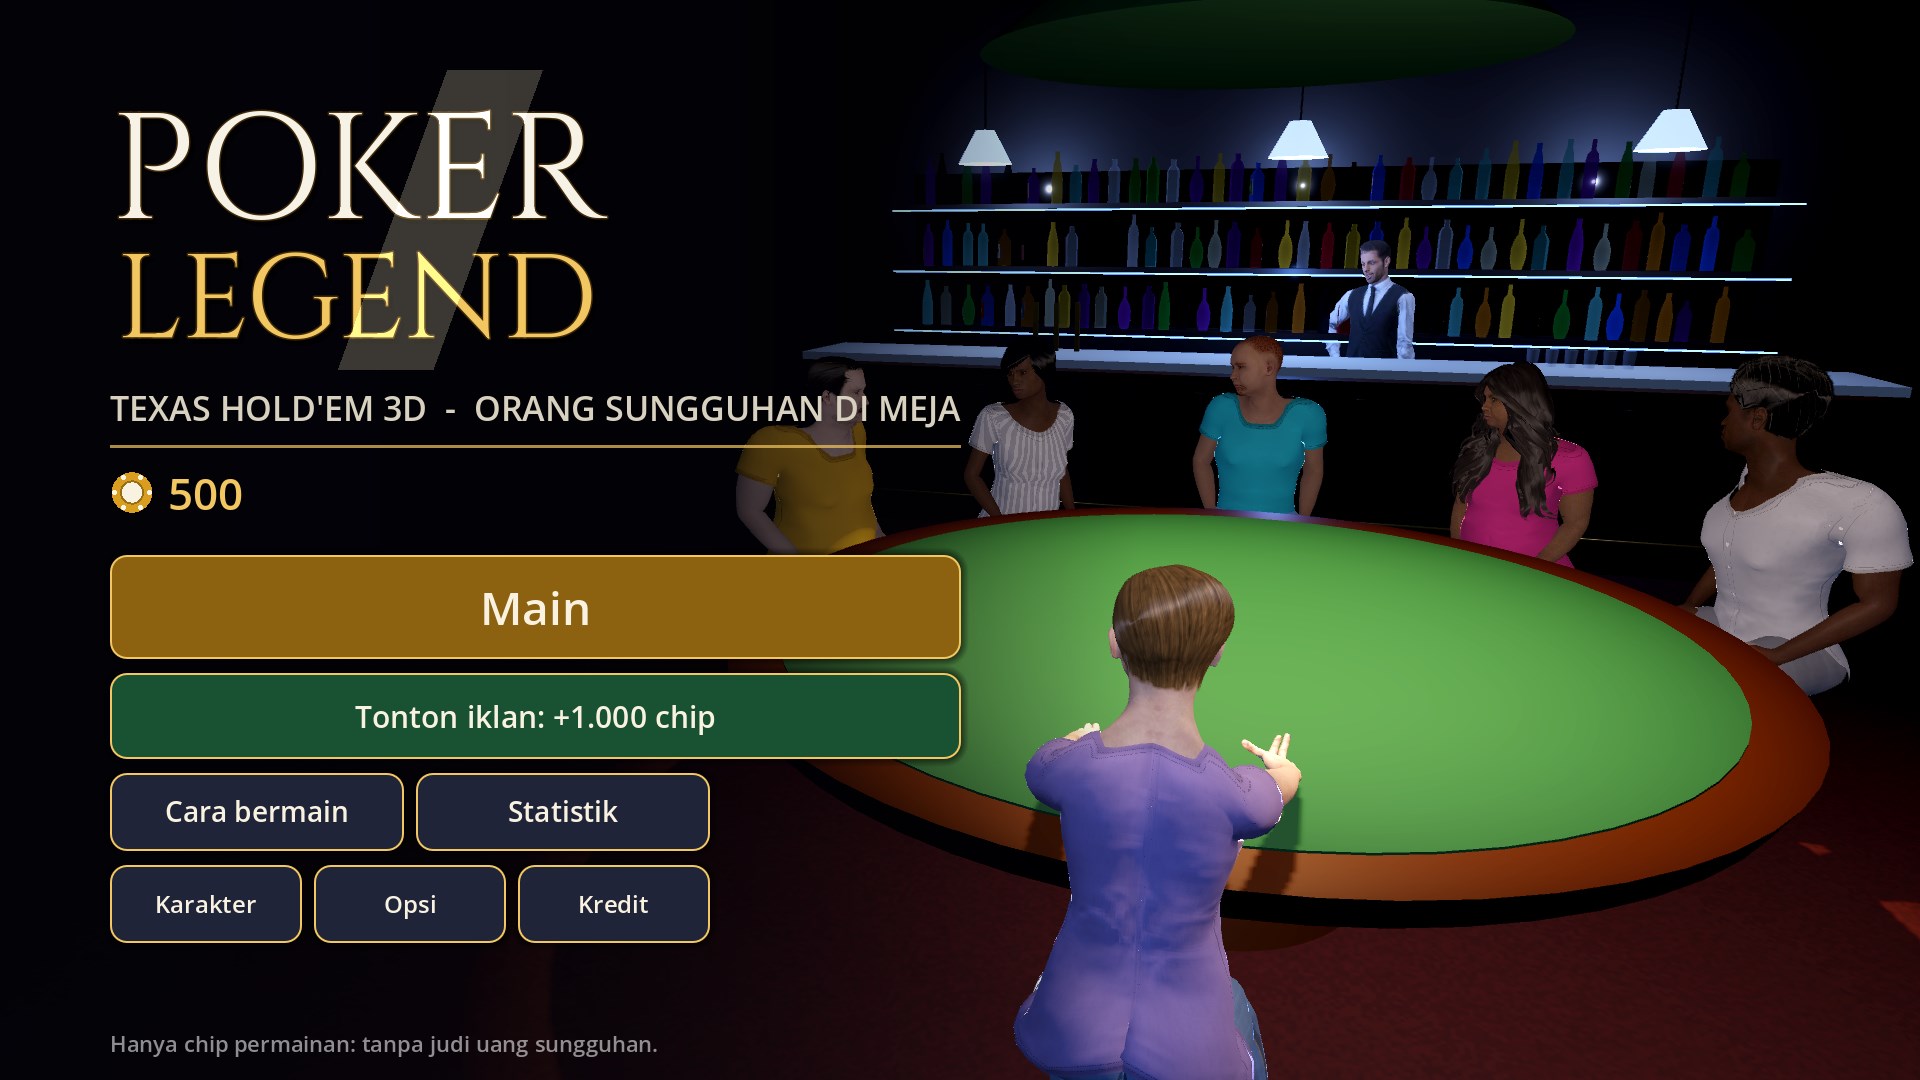 POKER
LEGEND
TEXAS HOLD'EM 3D - ORANG SUNGGUHAN DI MEJA
500
Main
Tonton iklan: +1.000 chip
Cara bermain
Statistik
Karakter
Opsi
Kredit
Hanya chip permainan: tanpa judi uang sungguhan.